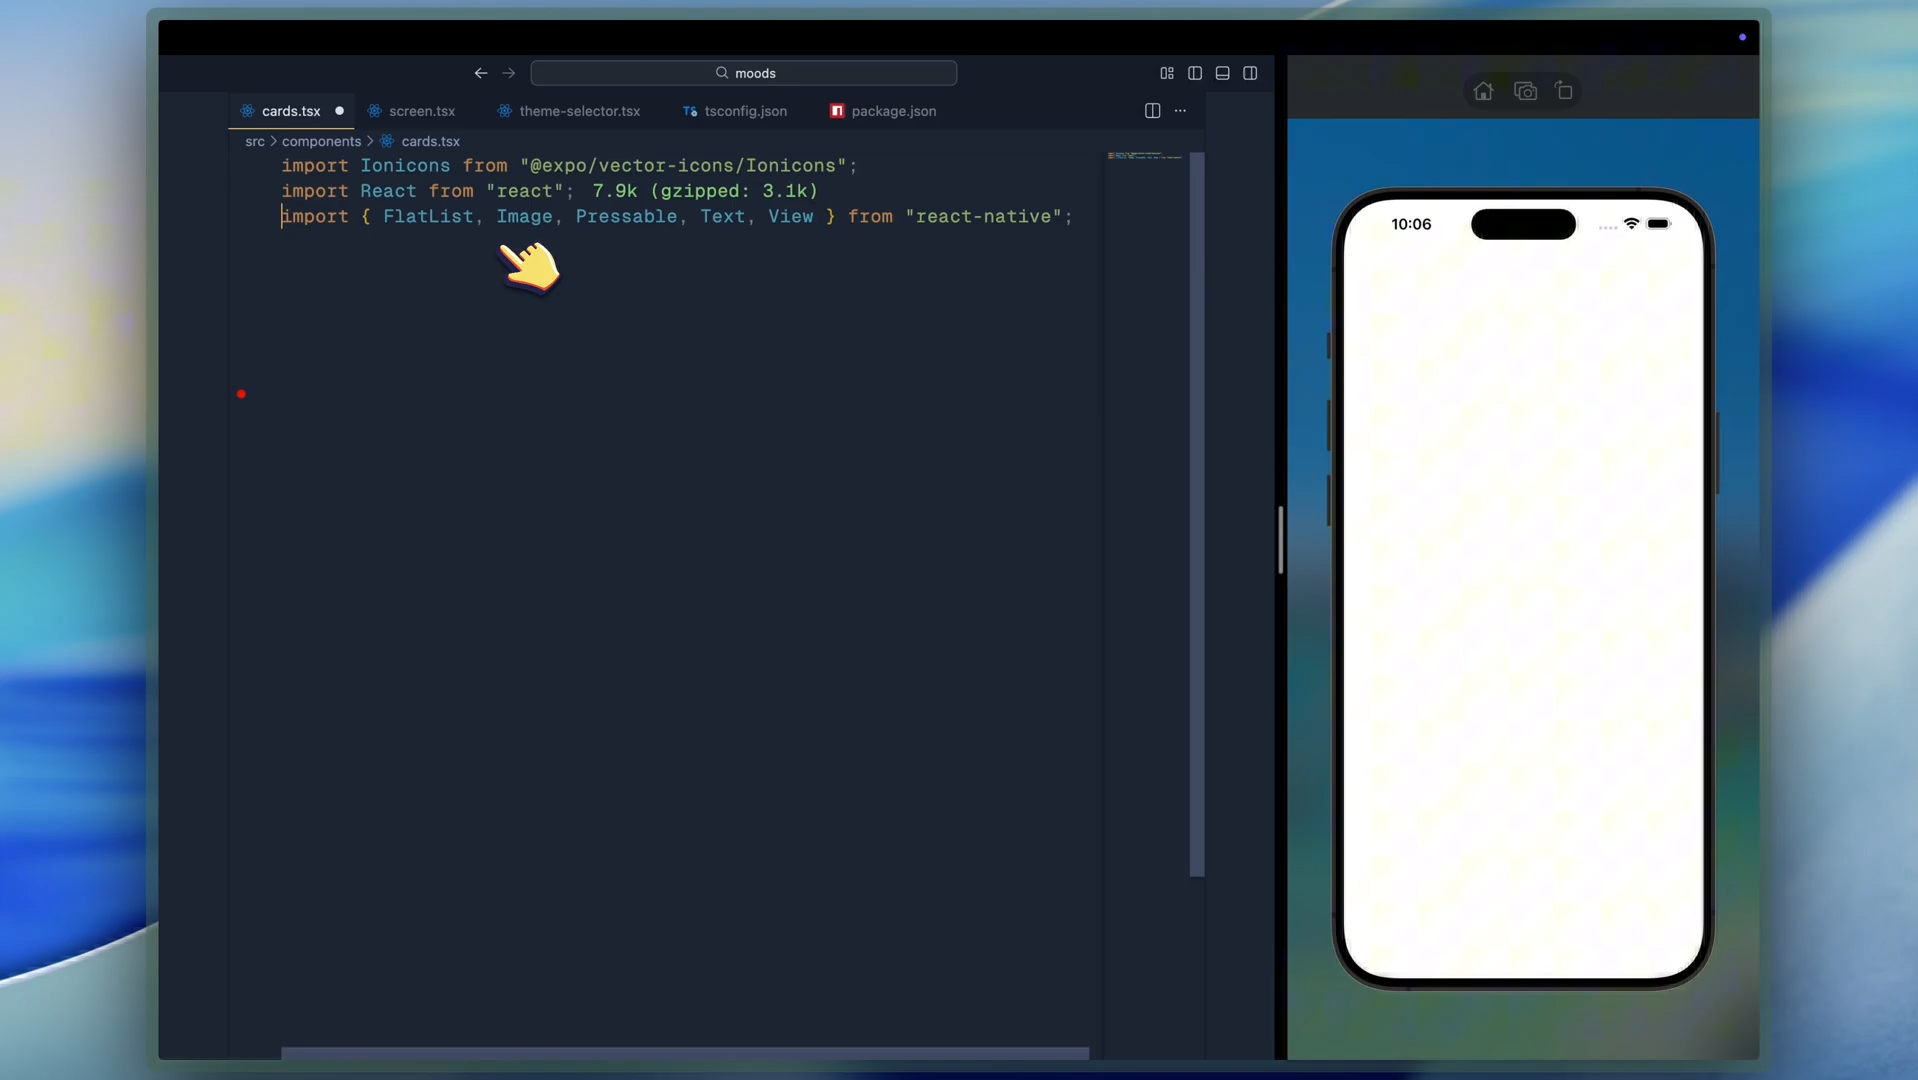 moods
cards.tsx
screen.tsx
theme-selector.tsx
TS tsconfig.json
package.json
src > components > cards.tsx
import Ionicons from "@expo/vector-icons/Ionicons";
import React from "react"; 7.9k (gzipped: 3.1k)
import { FlatList, Image, Pressable, Text, View } from "react-native";
10:06